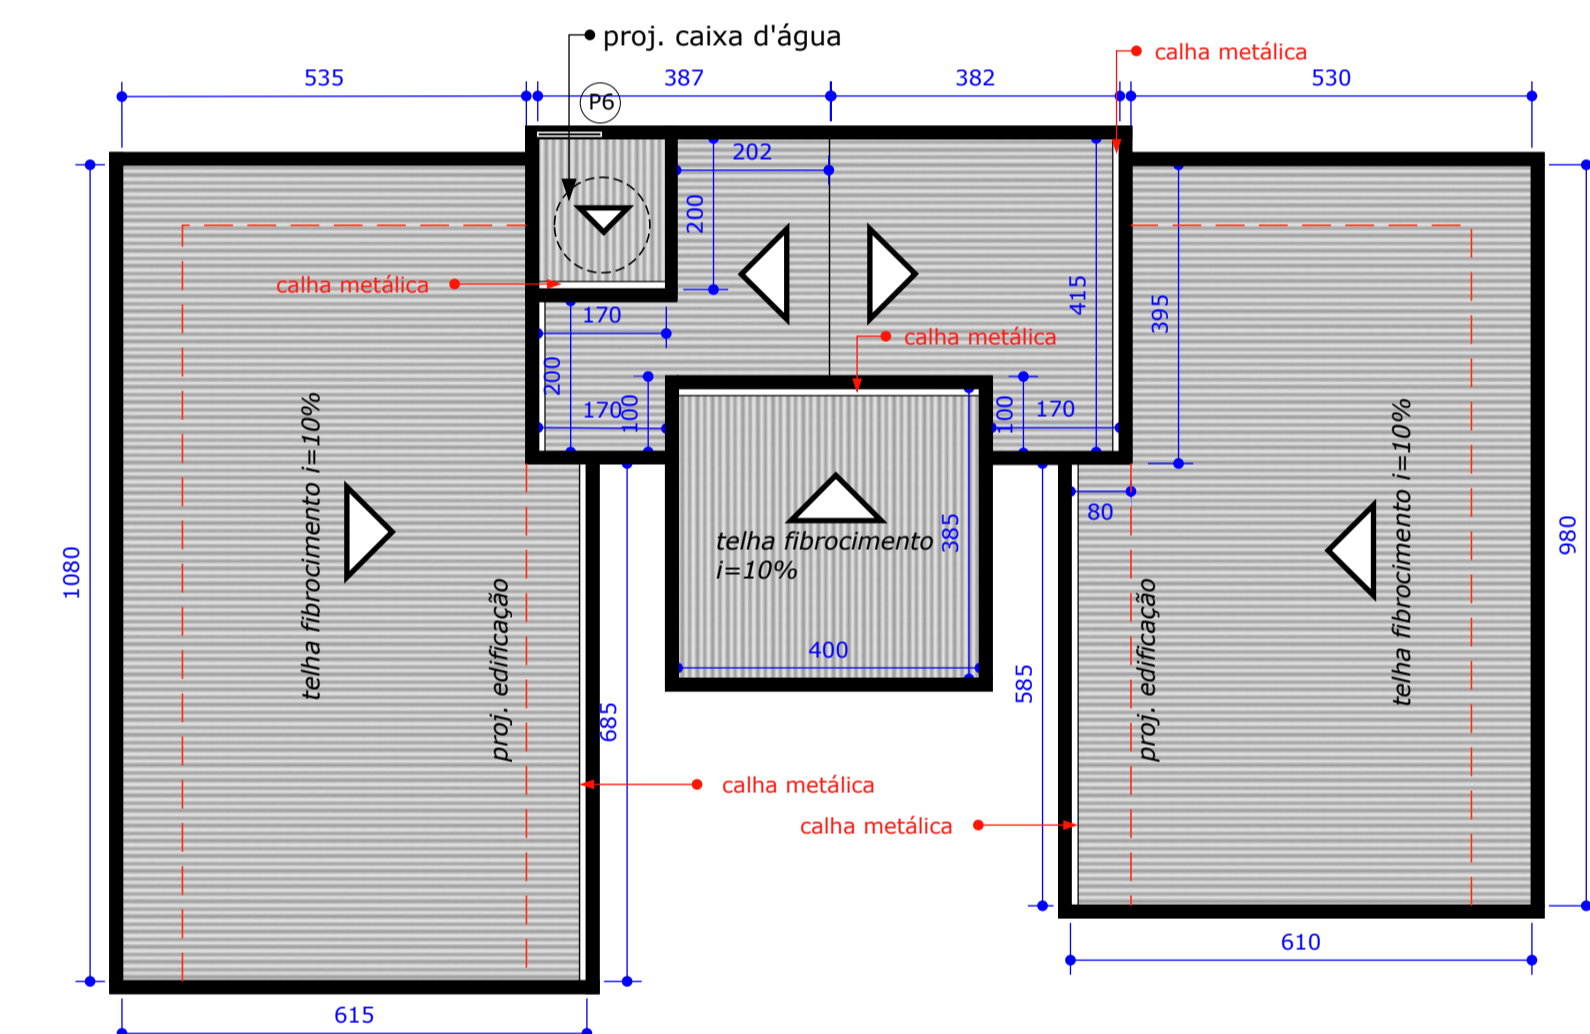 proj. caixa d'água
calha metálica
535
387
382
530
P6
202
200
calha metálica
170
415
395
calha metálica
200
170
100
100
170
telha fibrocimento i=10%
telha fibrocimento i=10%
80
385
telha fibrocimento
i=10%
1080
980
proj. edificação
proj. edificação
400
585
685
calha metálica
calha metálica
610
615